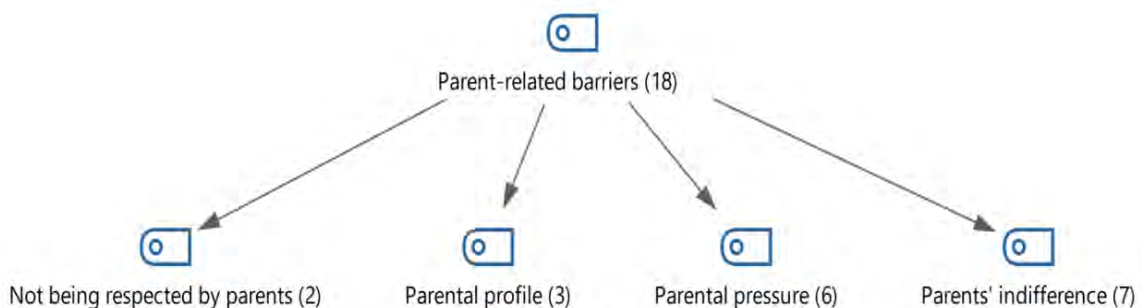 Parent-related barriers (18)
Not being respected by parents (2)
Parental profile (3)
Parental pressure (6)
Parents' indifference (7)